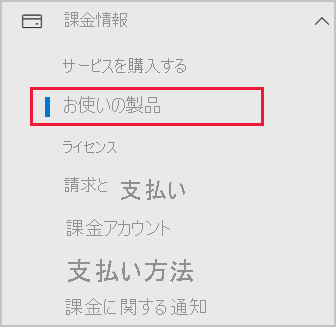 課金情報
サービスを購入する
お使いの製品
ライセンス
請求と 支払い
課金アカウント
支払い方法
課金に関する通知